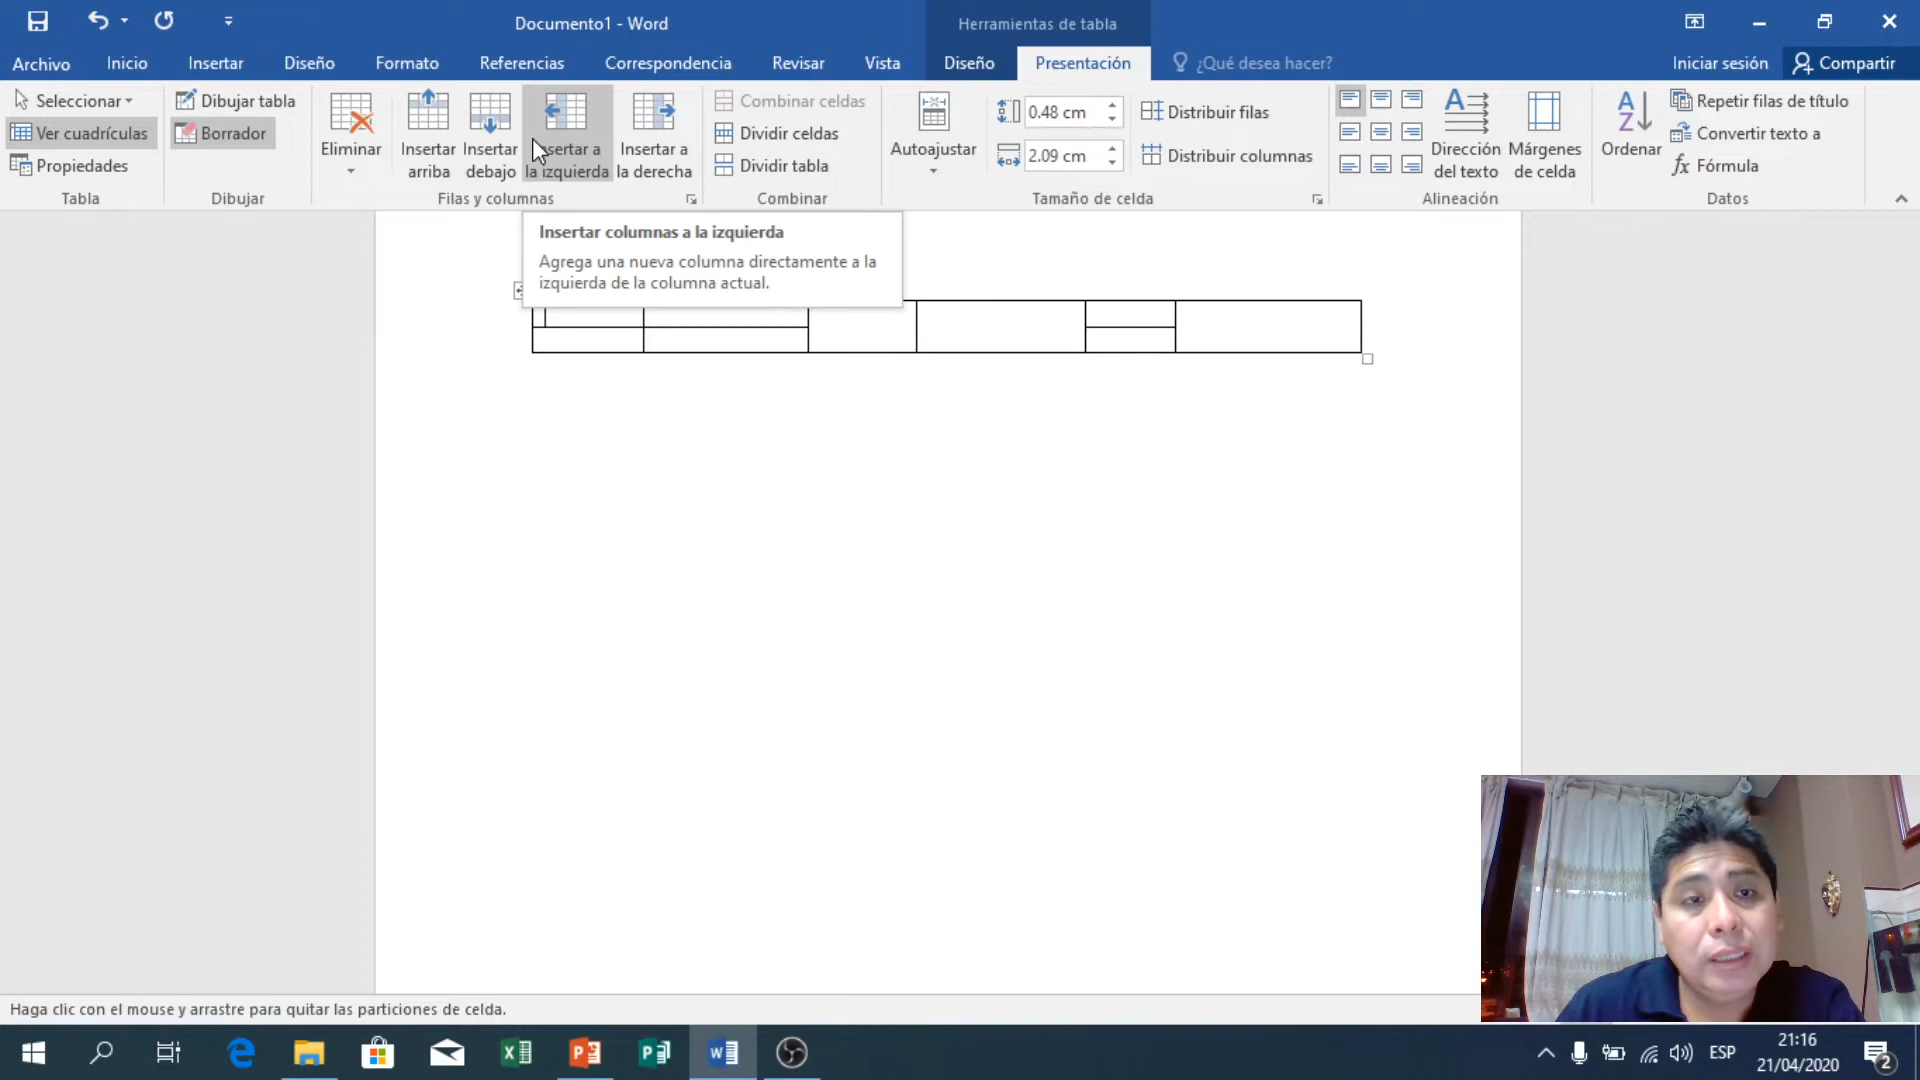 Documento1 - Word
Herramientas de tabla
Archivo
Inicio
Insertar
Diseño
Formato
Referencias
Correspondencia
Revisar
Vista
Diseño
Presentación
¿Qué desea hacer?
Iniciar sesión
Compartir
Seleccionar
Ver cuadrículas
Propiedades
Tabla
Dibujar tabla
Borrador
Dibujar
Eliminar
Insertar
arriba
Insertar
debajo
Insertar a
la izquierda
Insertar a
la derecha
Filas y columnas
Combinar celdas
Dividir celdas
Dividir tabla
Combinar
Autoajustar
0.48 cm
2.09 cm
Distribuir filas
Distribuir columnas
Tamaño de celda
Dirección
del texto
Márgenes
de celda
Alineación
Ordenar
Repetir filas de título
Convertir texto a
Fórmula
Datos
Insertar columnas a la izquierda
Agrega una nueva columna directamente a la
izquierda de la columna actual.
Haga clic con el mouse y arrastre para quitar las particiones de celda.
ESP
21:16
21/04/2020
2